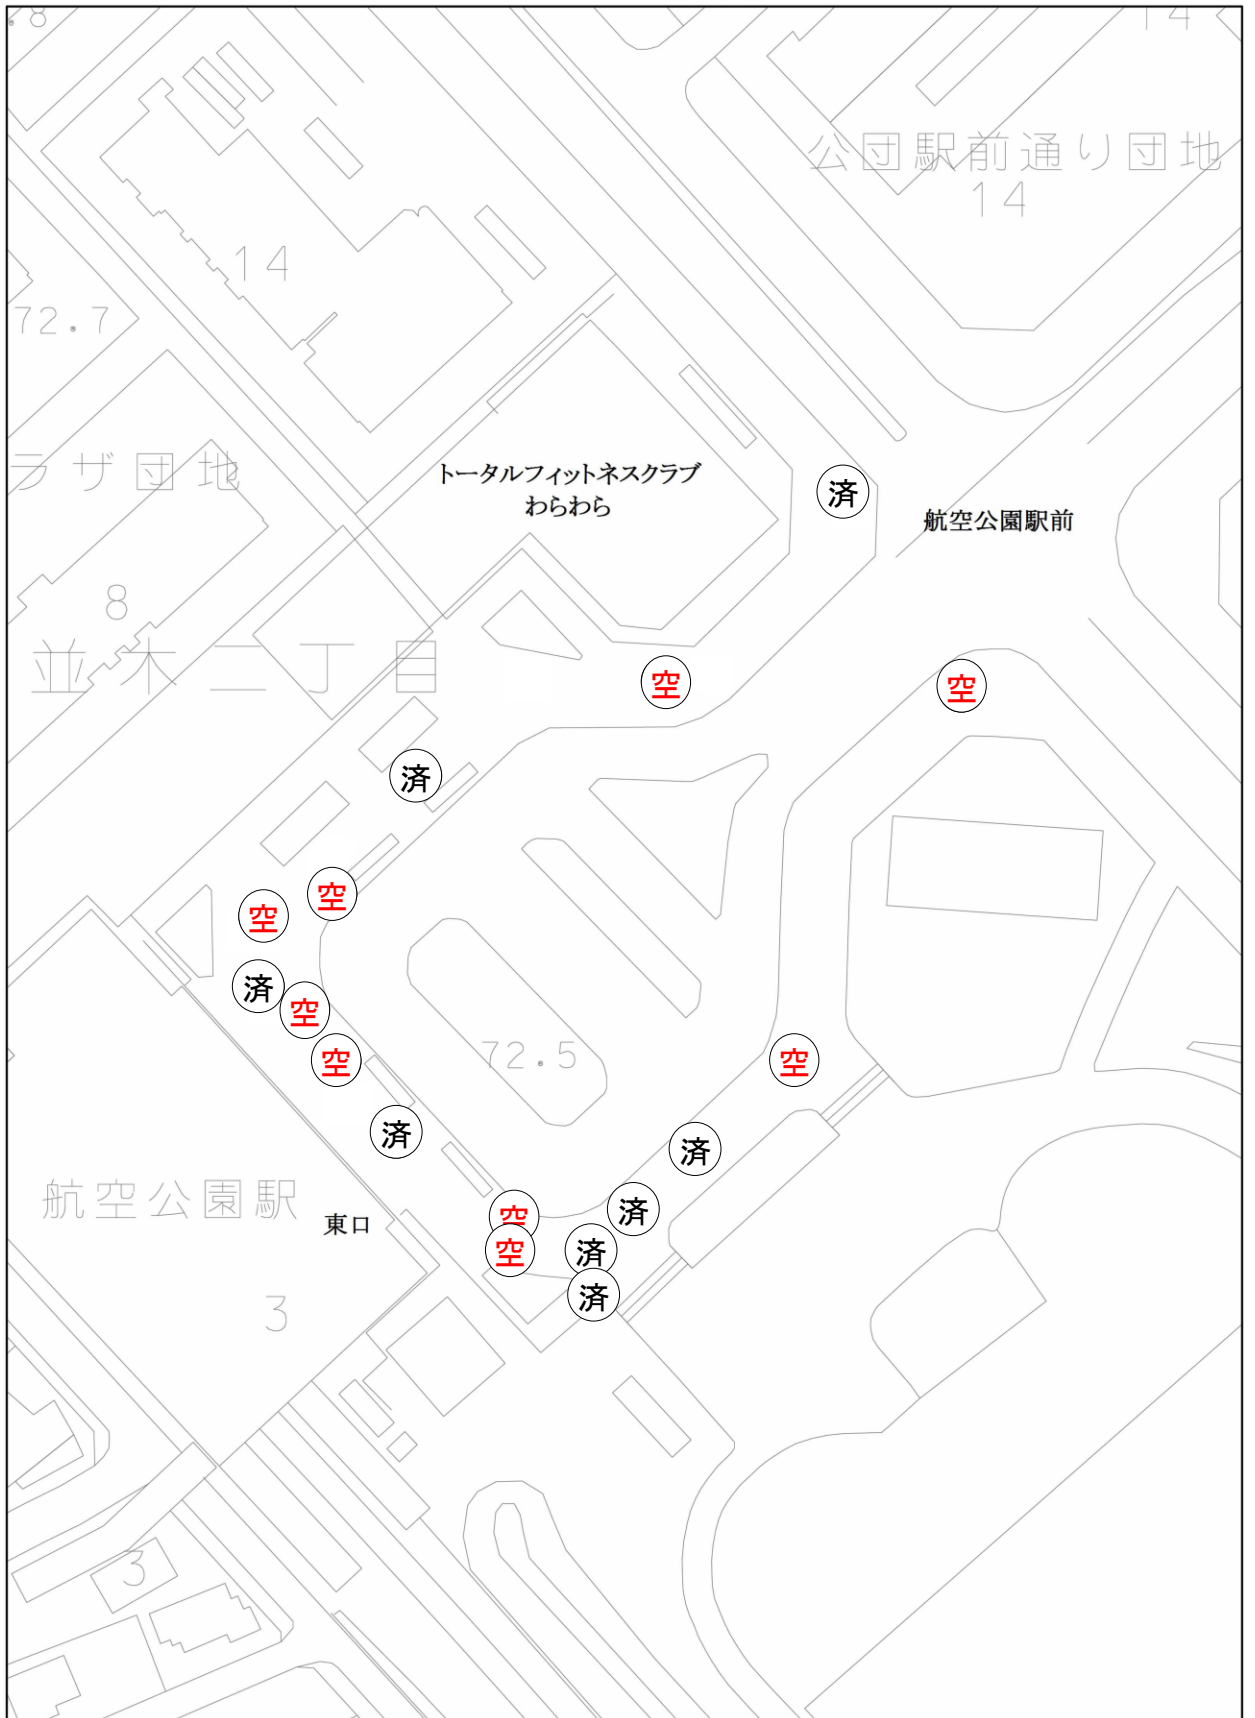 8
14
公団駅前通り団地
14
14
72.7
ラザ団地
トータルフィットネスクラブ
わらわら
済
航空公園駅前
8
並木二丁目
空
空
済
空
空
済
空
空
72.5
空
済
済
航空公園駅
東口
空
済
空
済
済
3
3